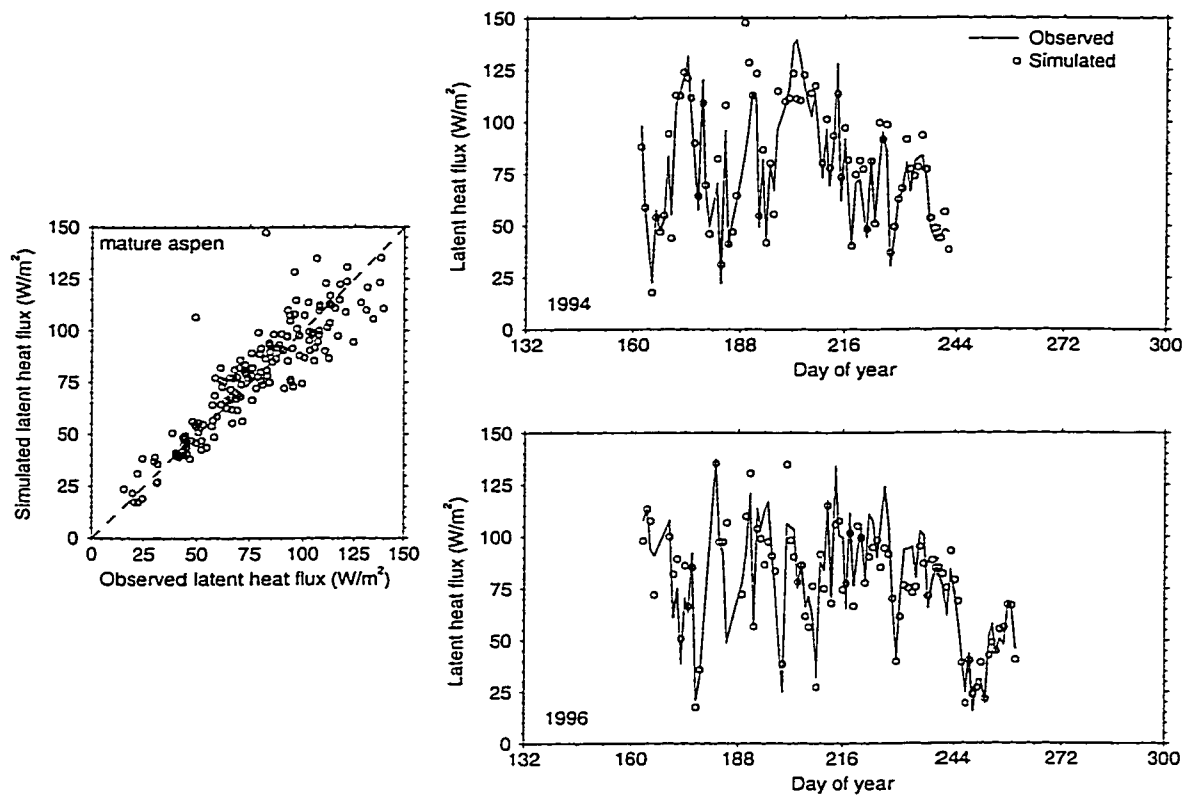 mature aspen
Simulated latent heat flux (W/m²)
150
125
100
75
50
25
0
0 25 50 75 100 125 150
Observed latent heat flux (W/m²)
Observed
Simulated
1994
Latent heat flux (W/m²)
150
125
100
75
50
25
0
132 160 188 216 244 272 300
Day of year
1996
Latent heat flux (W/m²)
150
125
100
75
50
25
0
132 160 188 216 244 272 300
Day of year